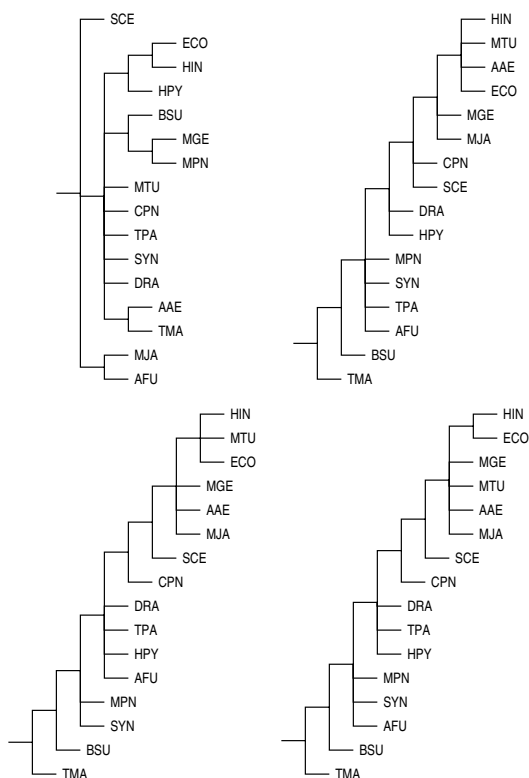 SCE
ECO
HIN
HPY
BSU
MGE
MPN
MTU
CPN
TPA
SYN
DRA
AAE
TMA
MJA
AFU
HIN
MTU
AAE
ECO
MGE
MJA
CPN
SCE
DRA
HPY
MPN
SYN
TPA
AFU
BSU
TMA
HIN
MTU
ECO
MGE
AAE
MJA
SCE
CPN
DRA
TPA
HPY
AFU
MPN
SYN
BSU
TMA
HIN
ECO
MGE
MTU
AAE
MJA
SCE
CPN
DRA
TPA
HPY
MPN
SYN
AFU
BSU
TMA